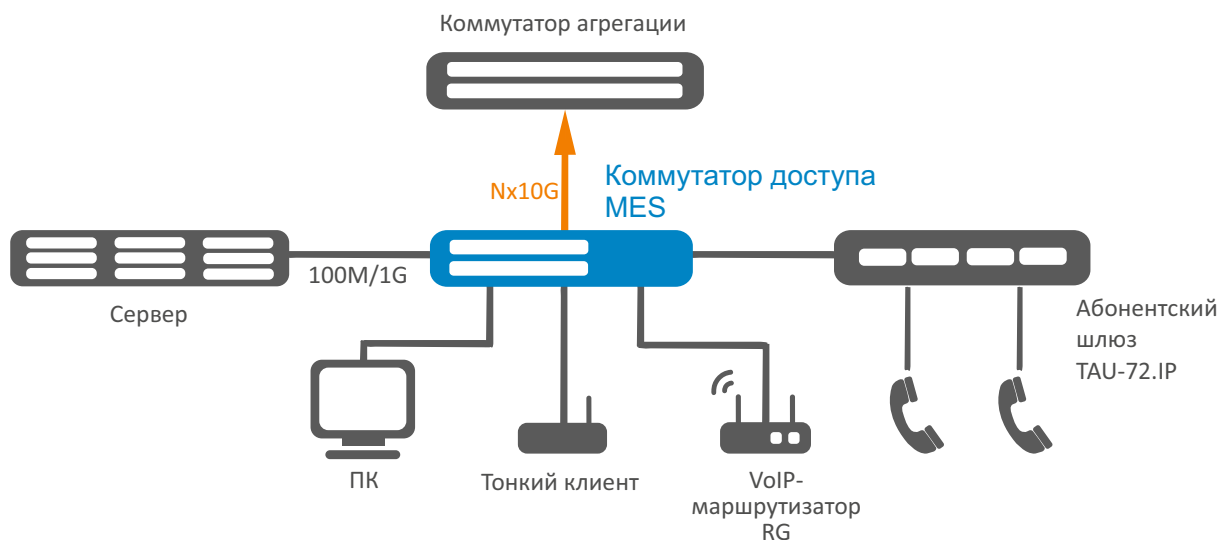 Коммутатор агрегации
Nx10G
Коммутатор доступа
MES
100M/1G
Сервер
Абонентский
шлюз
TAU-72.IP
ПК
Тонкий клиент
VoIP-
маршрутизатор
RG